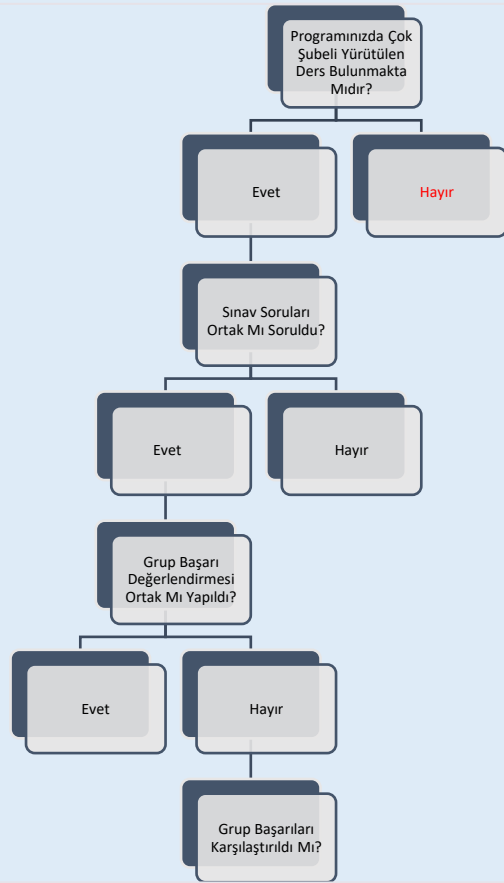 Programınızda Çok
Şubeli Yürütülen
Ders Bulunmakta
Mıdır?
Evet
Hayır
Sınav Soruları
Ortak Mı Soruldu?
Evet
Hayır
Grup Başarı
Değerlendirmesi
Ortak Mı Yapıldı?
Evet
Hayır
Grup Başarıları
Karşılaştırıldı Mı?